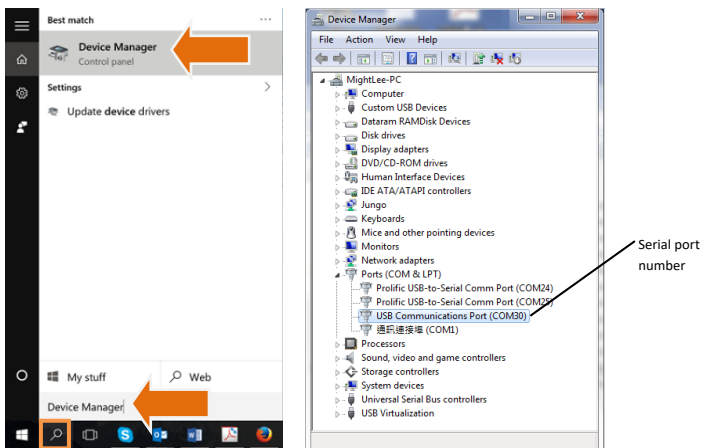 Best match
Device Manager
Control panel
Settings
Update device drivers
My stuff
Web
Device Manager
Device Manager
File Action View Help
MightLee-PC
Computer
Custom USB Devices
Dataram RAMDisk Devices
Disk drives
Display adapters
DVD/CD-ROM drives
Human Interface Devices
IDE ATA/ATAPI controllers
Jungo
Keyboards
Mice and other pointing devices
Monitors
Network adapters
Ports (COM & LPT)
Prolific USB-to-Serial Comm Port (COM24)
Prolific USB-to-Serial Comm Port (COM25)
USB Communications Port (COM30)
通訊連接埠 (COM1)
Processors
Sound, video and game controllers
Storage controllers
System devices
Universal Serial Bus controllers
USB Virtualization
Serial port
number